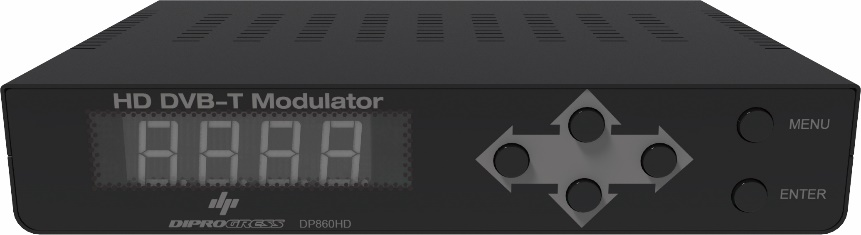 HD DVB-T Modulator
MENU
ENTER
DIPROGRESS DP860HD